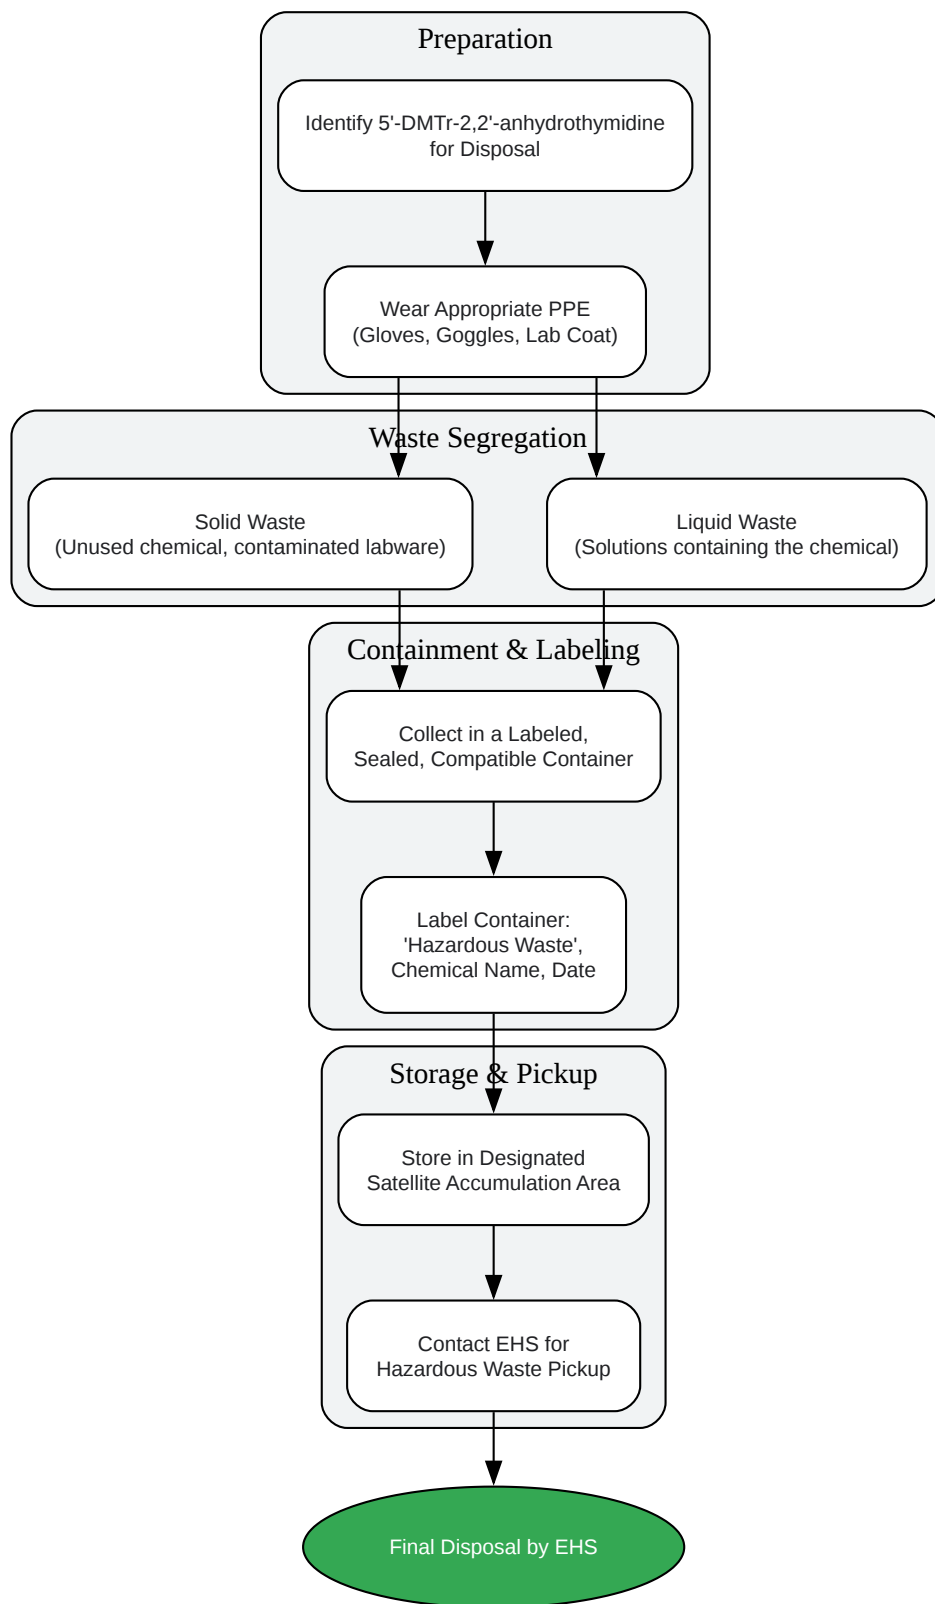 Preparation
Identify 5'-DMTr-2,2'-anhydrothymidine
for Disposal
Wear Appropriate PPE
(Gloves, Goggles, Lab Coat)
Waste Segregation
Solid Waste
(Unused chemical, contaminated labware)
Liquid Waste
(Solutions containing the chemical)
Containment & Labeling
Collect in a Labeled,
Sealed, Compatible Container
Label Container:
'Hazardous Waste',
Chemical Name, Date
Storage & Pickup
Store in Designated
Satellite Accumulation Area
Contact EHS for
Hazardous Waste Pickup
Final Disposal by EHS